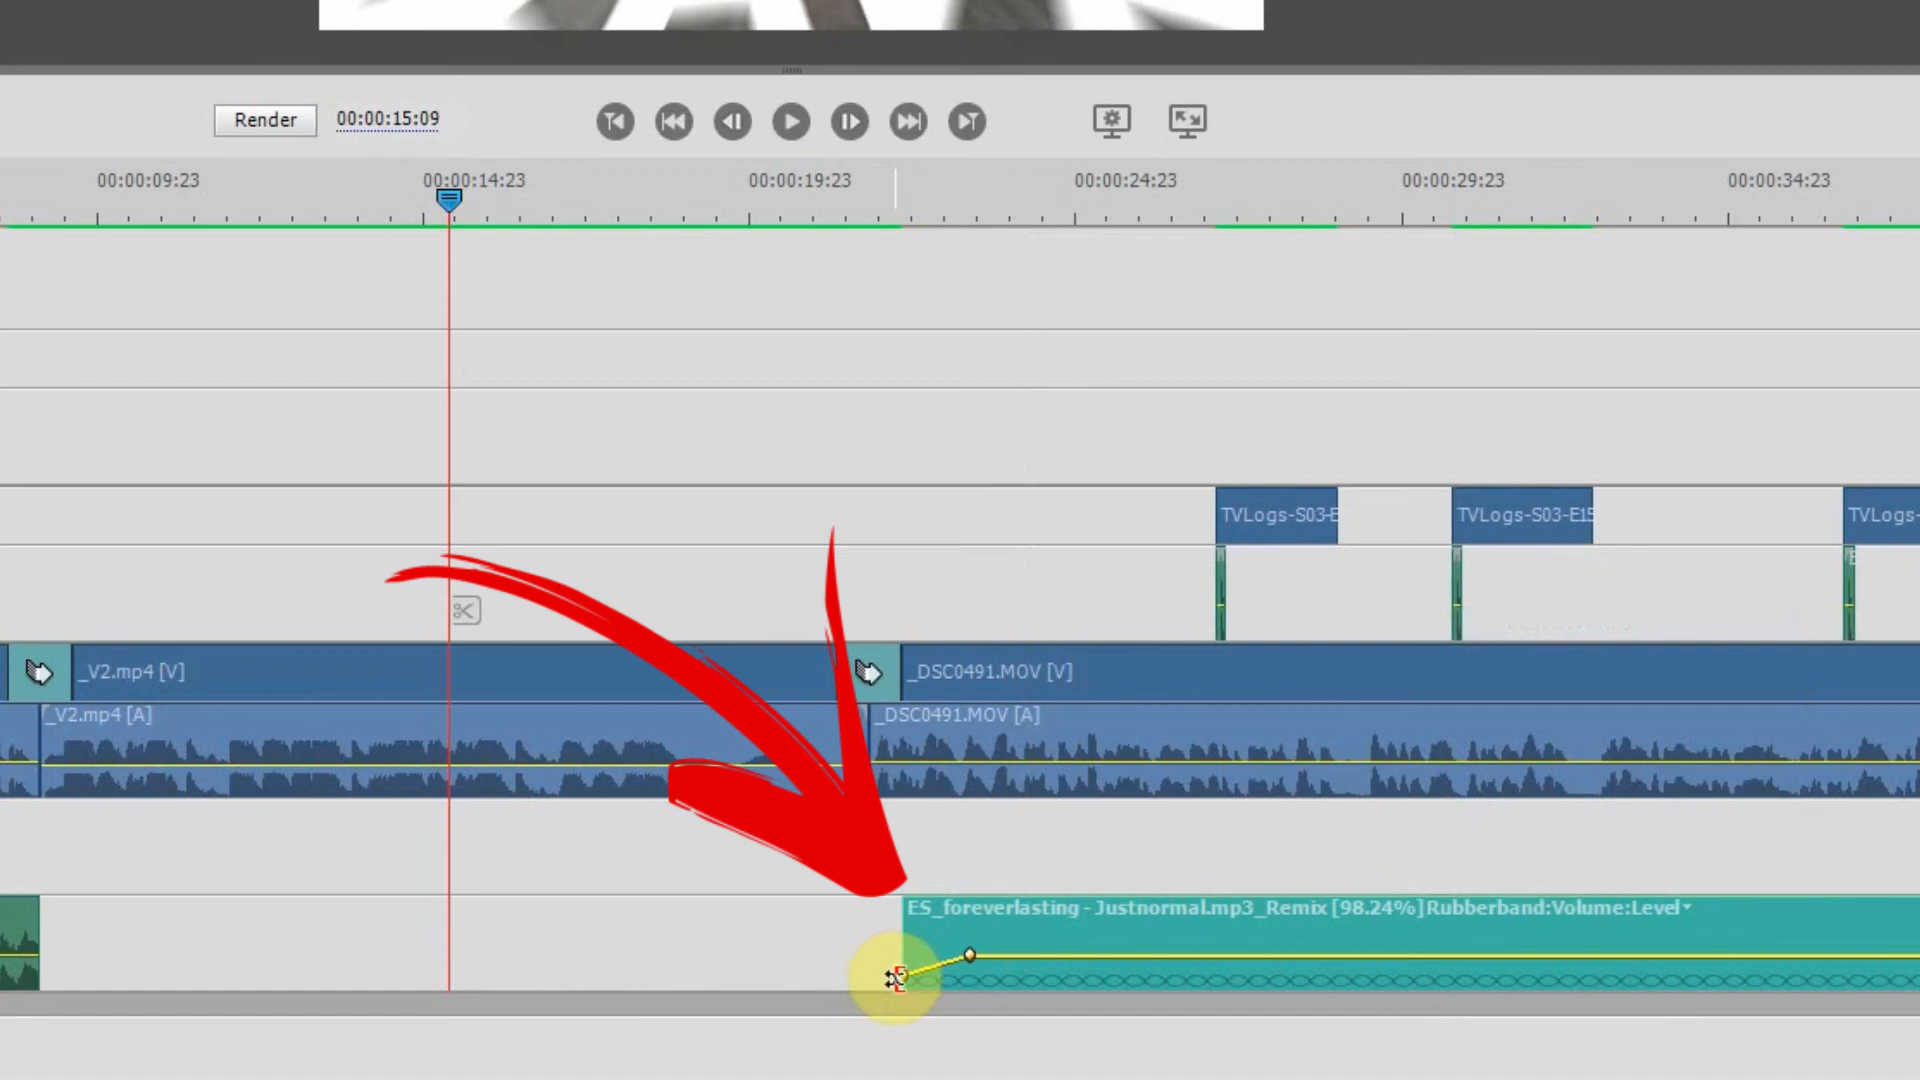 Render 00:00:15:09
00:00:09:23 00:00:14:23 00:00:19:23 00:00:24:23 00:00:29:23 00:00:34:23
TVLogs-S03-E TVLogs-S03-E15 TVLogs-
_V2.mp4 [V] _DSC0491.MOV [V]
_V2.mp4 [A] _DSC0491.MOV [A]
ES_foreverlasting - Justnormal.mp3_Remix [98.24%] Rubberband:Volume:Level